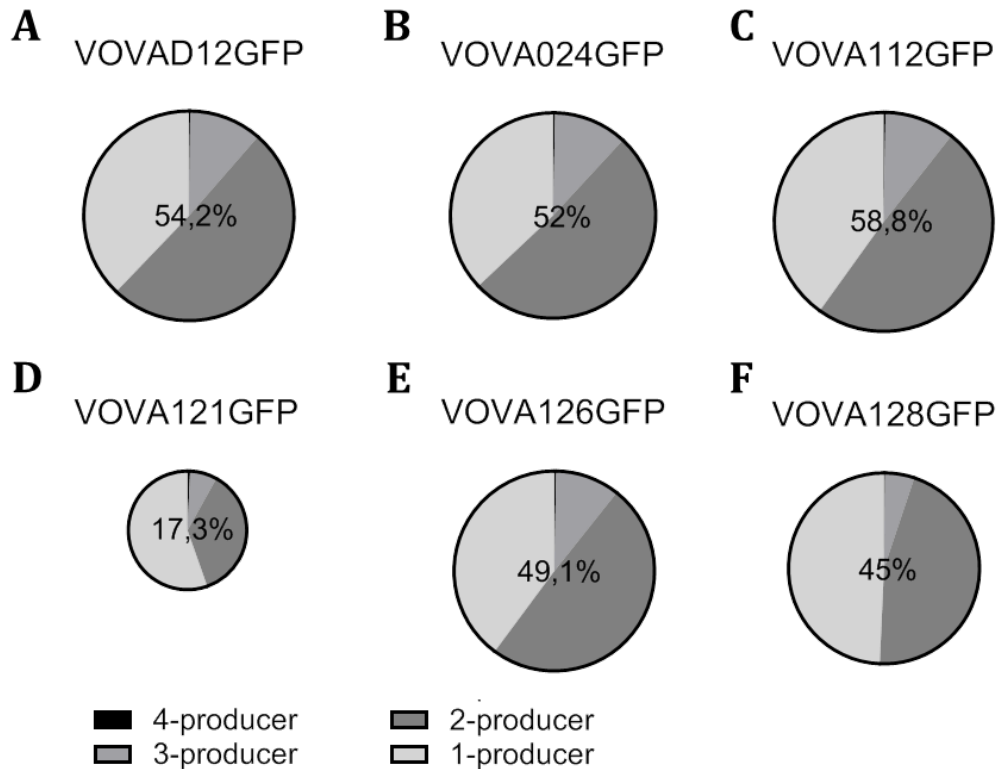 A
VOVAD12GFP
54,2%
B
VOVA024GFP
52%
C
VOVA112GFP
58,8%
D
VOVA121GFP
17,3%
E
VOVA126GFP
49,1%
F
VOVA128GFP
45%
4-producer
3-producer
2-producer
1-producer